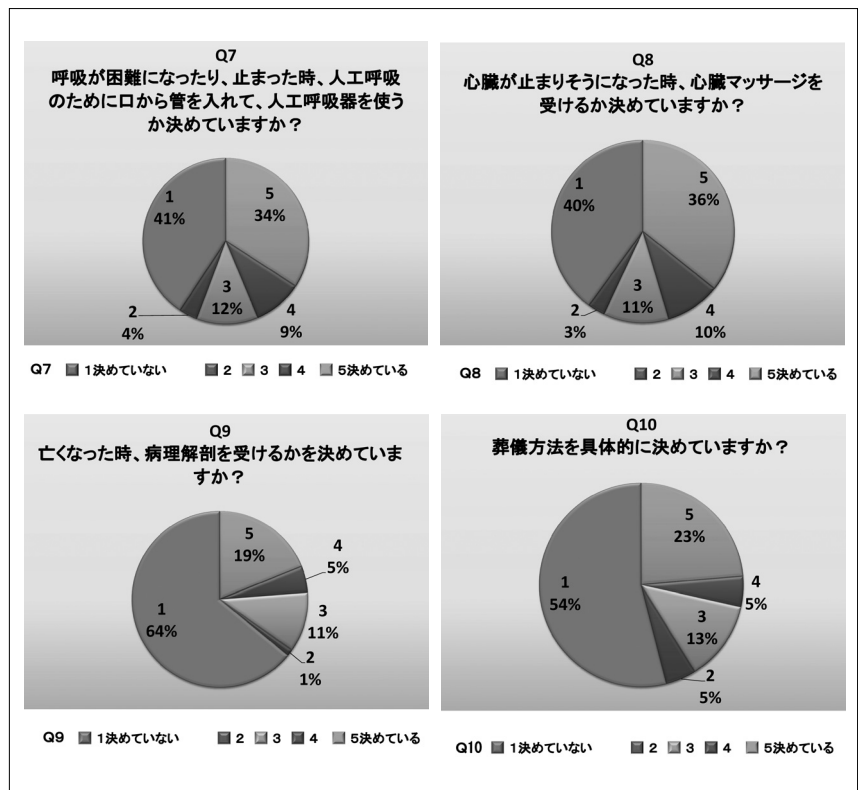 Q7
呼吸が困難になったり、止まった時、人工呼吸
のために口から管を入れて、人工呼吸器を使う
か決めていますか？
5
34%
1
41%
3
12%
2
4%
4
9%
Q7 1決めていない 2 3 4 5決めている
Q8
心臓が止まりそうになった時、心臓マッサージを
受けるか決めていますか？
5
36%
1
40%
3
11%
2
3%
4
10%
Q8 1決めていない 2 3 4 5決めている
Q9
亡くなった時、病理解剖を受けるかを決めていま
すか？
5
19%
4
5%
1
64%
3
11%
2
1%
Q9 1決めていない 2 3 4 5決めている
Q10
葬儀方法を具体的に決めていますか？
5
23%
1
54%
4
5%
3
13%
2
5%
Q10 1決めていない 2 3 4 5決めている